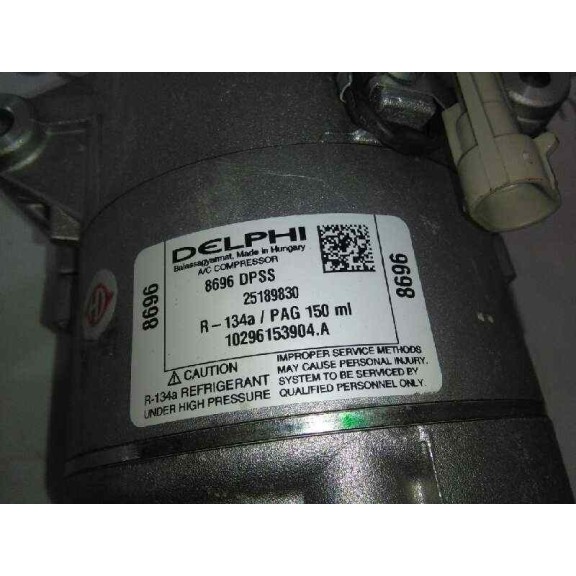 DELPHI
Balassagyarmat, Made in Hungary
A/C COMPRESSOR
8696 DPSS
25189830
R-134a / PAG 150 ml
10296153904.A
8696
8696
CAUTION
R-134a REFRIGERANT
UNDER HIGH PRESSURE
IMPROPER SERVICE METHODS
MAY CAUSE PERSONAL INJURY.
SYSTEM TO BE SERVICED BY
QUALIFIED PERSONNEL ONLY.